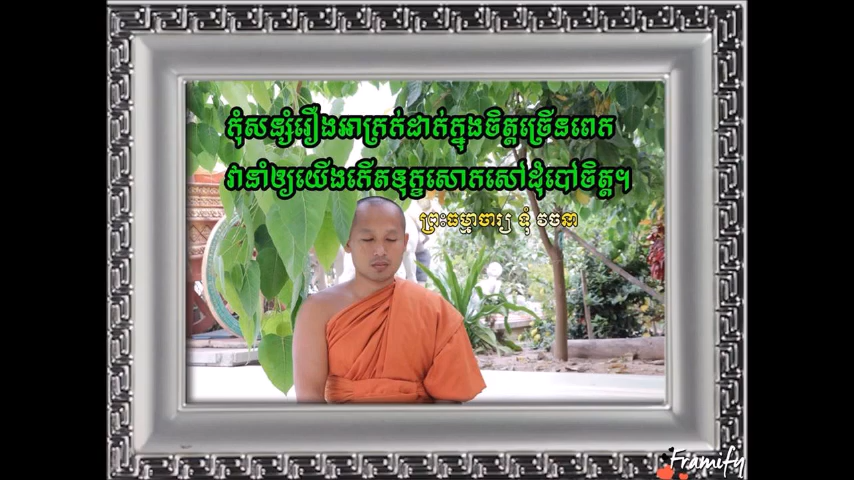 កុំសន្សំរឿងអាក្រក់ដាក់ក្នុងចិត្តច្រើនពេក
វានាំឲ្យយើងកើតទុក្ខសោកសៅដុំបៅចិត្ត។
ព្រះធម្មាចារ្យ ទុំ វចនា
Framify